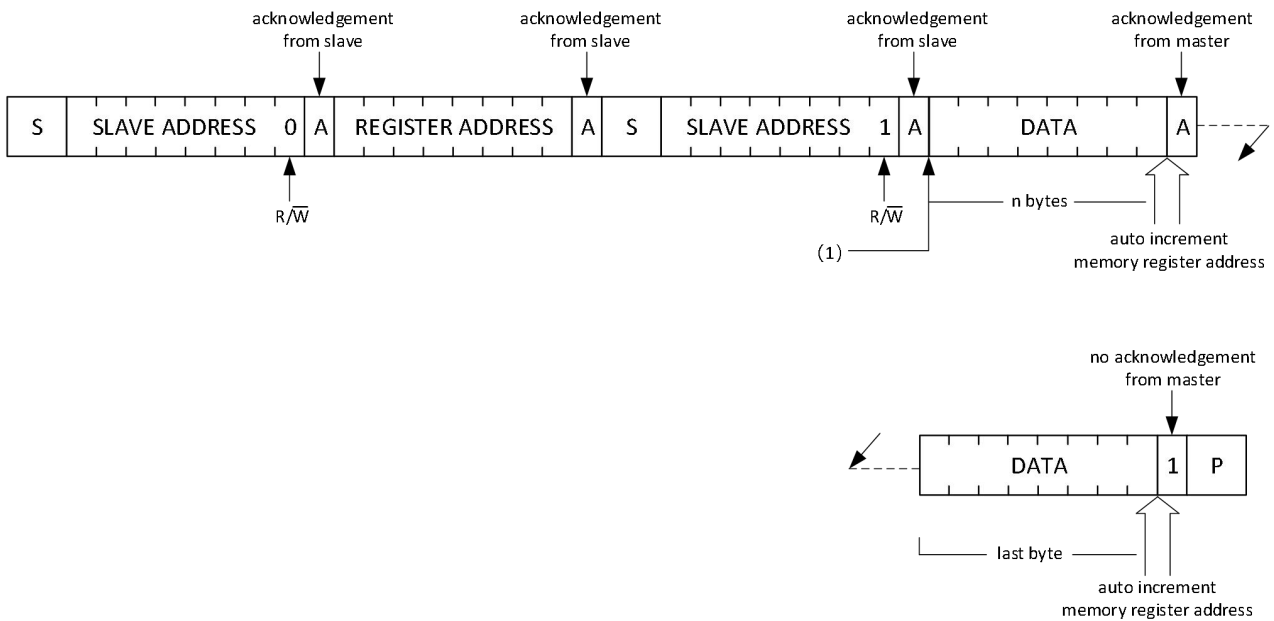 acknowledgement
from slave
acknowledgement
from slave
acknowledgement
from slave
acknowledgement
from master
S SLAVE ADDRESS 0 A REGISTER ADDRESS A S SLAVE ADDRESS 1 A DATA A
R/W̅
R/W̅
n bytes
(1)
auto increment
memory register address
no acknowledgement
from master
DATA 1 P
last byte
auto increment
memory register address